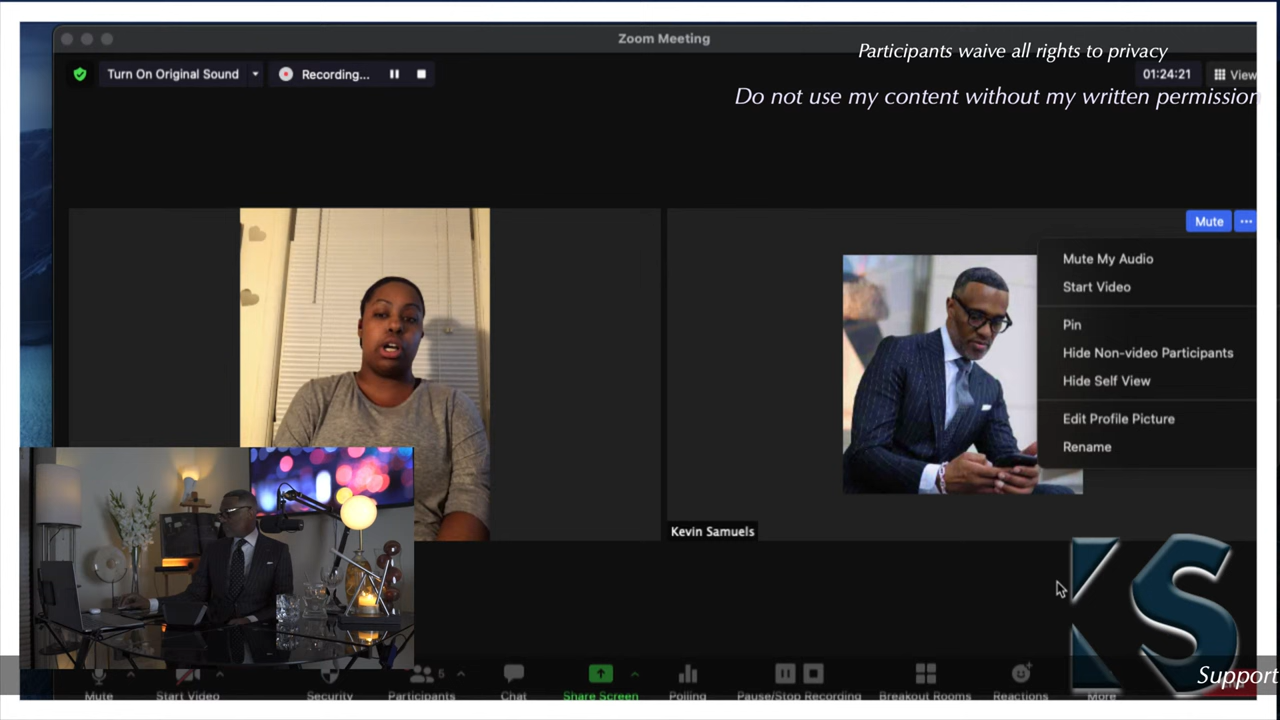 Zoom Meeting
Participants waive all rights to privacy
Turn On Original Sound
Recording...
01:24:21
View
Do not use my content without my written permission
Mute
Mute My Audio
Start Video
Pin
Hide Non-video Participants
Hide Self View
Edit Profile Picture
Rename
Kevin Samuels
KS
5
Support
Mute
Start Video
Security
Participants
Chat
Share Screen
Polling
Pause/Stop Recording
Breakout Rooms
Reactions
More